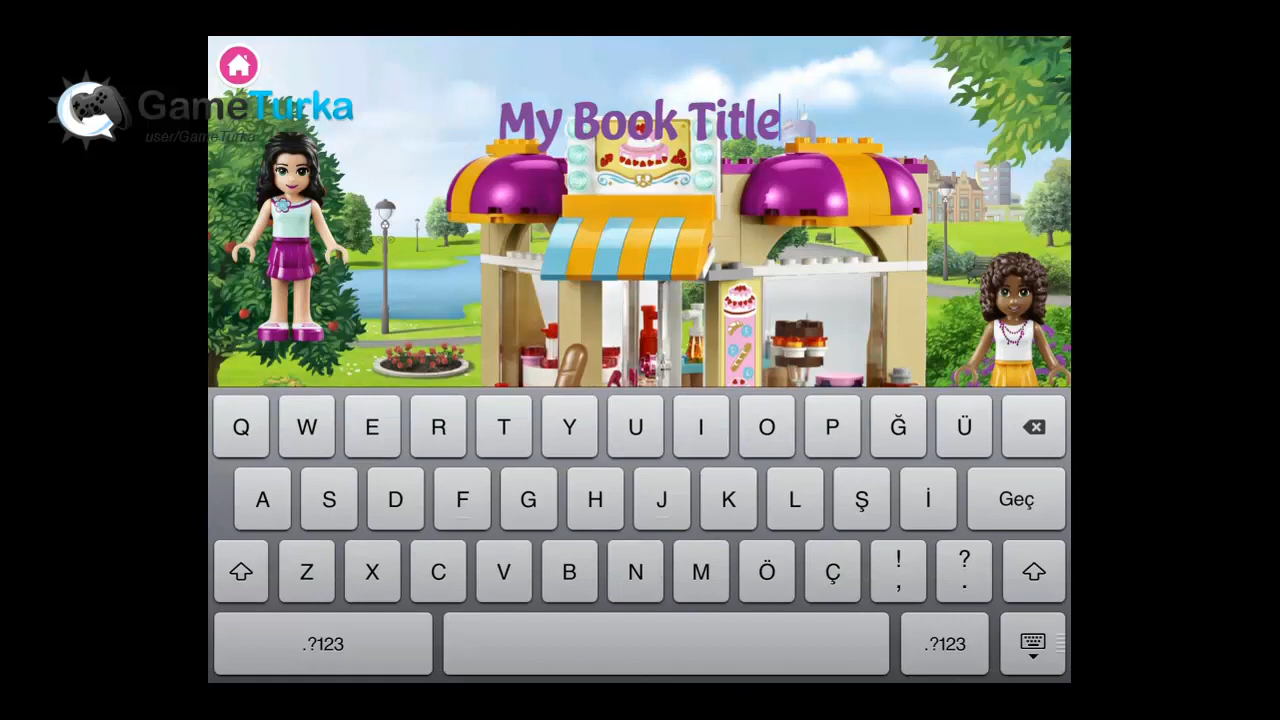 GameTurka
user/GameTurka
My Book Title
Q W E R T Y U I O P Ğ Ü
A S D F G H J K L Ş İ Geç
Z X C V B N M Ö Ç ! , ? .
.?123 .?123